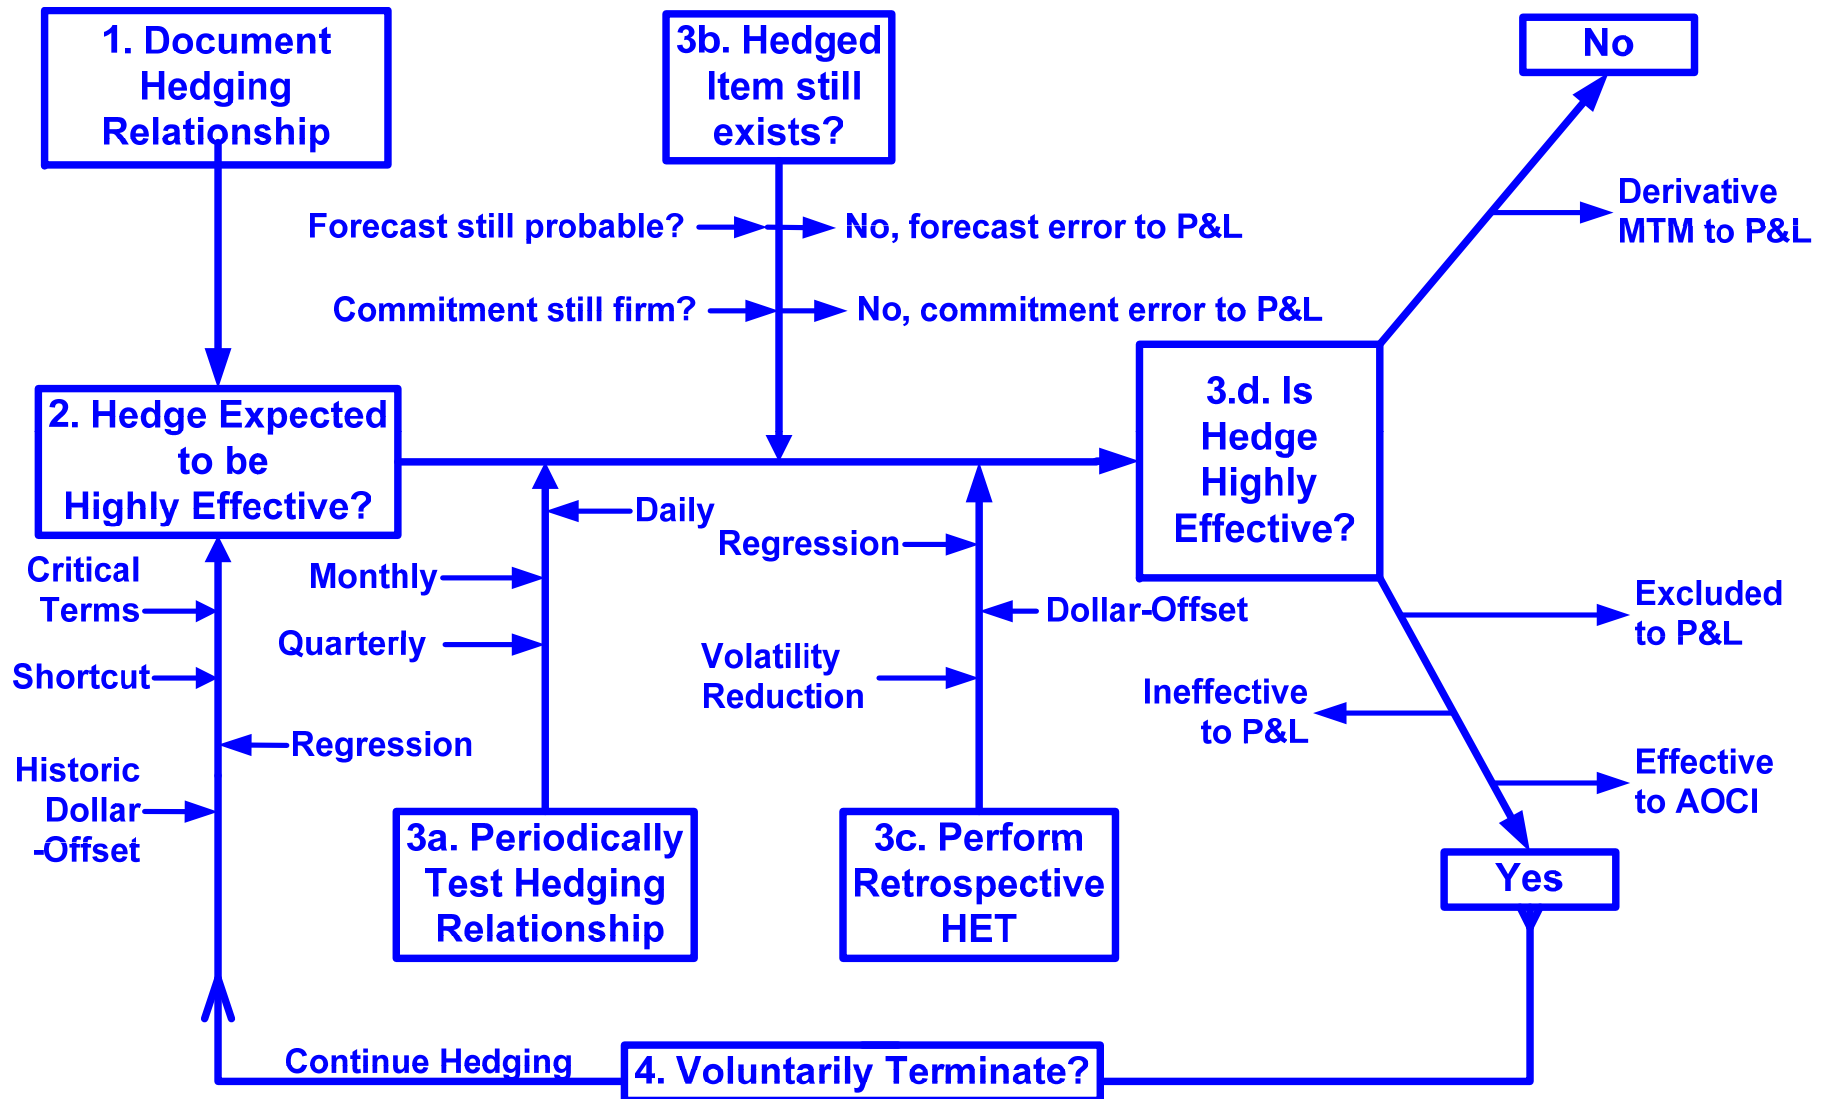 1. Document
Hedging
Relationship
3b. Hedged
Item still
exists?
No
Derivative
MTM to P&L
Forecast still probable?
No, forecast error to P&L
Commitment still firm?
No, commitment error to P&L
2. Hedge Expected
to be
Highly Effective?
3.d. Is
Hedge
Highly
Effective?
Daily
Regression
Monthly
Quarterly
Dollar-Offset
Volatility
Reduction
Critical
Terms
Shortcut
Regression
Historic
Dollar
-Offset
Excluded
to P&L
Ineffective
to P&L
Effective
to AOCI
3a. Periodically
Test Hedging
Relationship
3c. Perform
Retrospective
HET
Yes
Continue Hedging
4. Voluntarily Terminate?